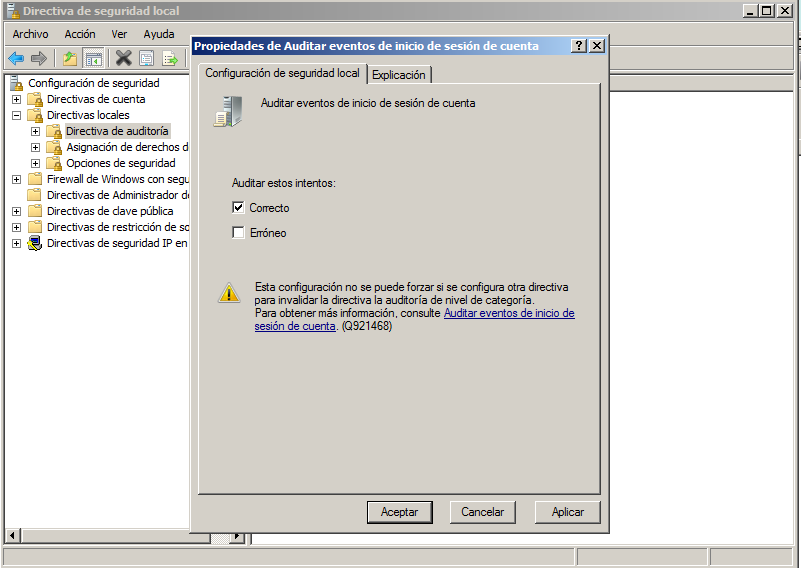 Directiva de seguridad local
Archivo Acción Ver Ayuda
Configuración de seguridad
Directivas de cuenta
Directivas locales
Directiva de auditoría
Asignación de derechos d
Opciones de seguridad
Firewall de Windows con segu
Directivas de Administrador de
Directivas de clave pública
Directivas de restricción de so
Directivas de seguridad IP en
Propiedades de Auditar eventos de inicio de sesión de cuenta
Configuración de seguridad local Explicación
Auditar eventos de inicio de sesión de cuenta
Auditar estos intentos:
Correcto
Erróneo
Esta configuración no se puede forzar si se configura otra directiva
para invalidar la directiva la auditoría de nivel de categoría.
Para obtener más información, consulte Auditar eventos de inicio de
sesión de cuenta. (Q921468)
Aceptar Cancelar Aplicar